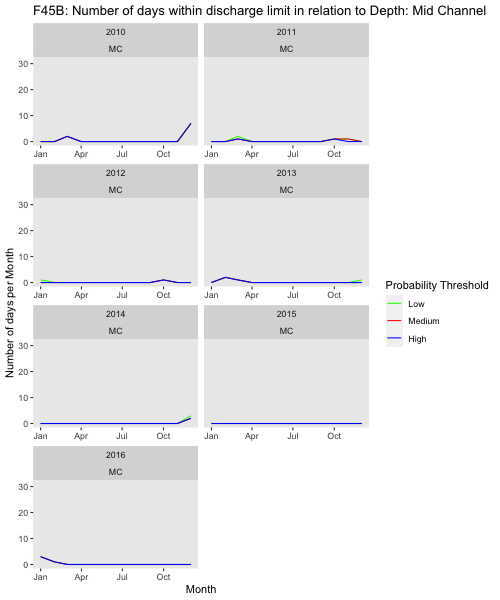 F45B: Number of days within discharge limit in relation to Depth: Mid Channel
2010
2011
MC
MC
30
20
10
0
Jan Apr Jul Oct
Jan Apr Jul Oct
2012
2013
MC
MC
30
20
10
0
Jan Apr Jul Oct
Jan Apr Jul Oct
Number of days per Month
2014
2015
MC
MC
30
20
10
0
Jan Apr Jul Oct
Jan Apr Jul Oct
2016
MC
30
20
10
0
Jan Apr Jul Oct
Month
Probability Threshold
Low
Medium
High